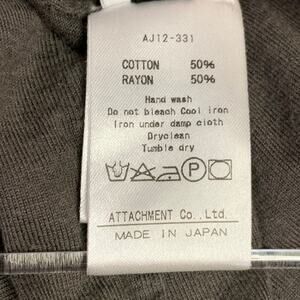 AJ12-331
COTTON 50%
RAYON 50%
Hand wash
Do not bleach Cool iron
Iron under damp cloth
Dryclean
Tumble dry
P
ATTACHMENT Co.,Ltd.
MADE IN JAPAN